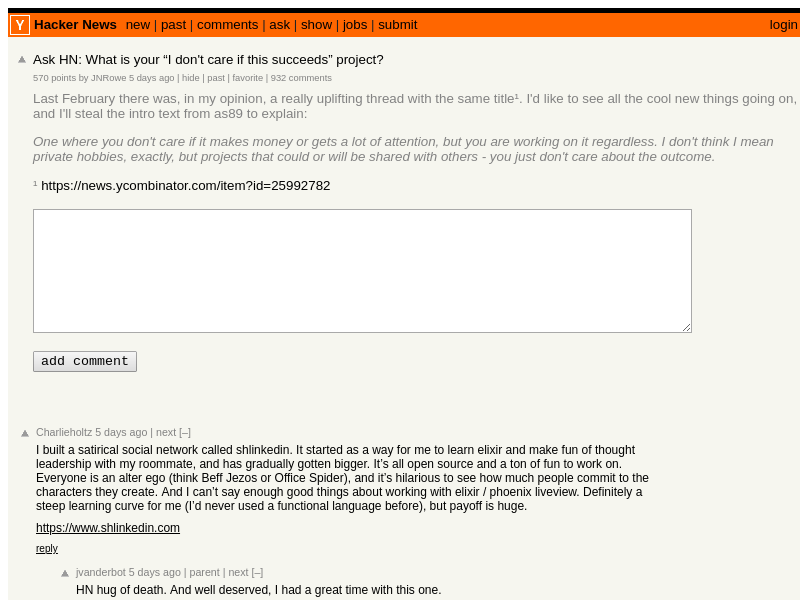 Y Hacker News new | past | comments | ask | show | jobs | submit login
Ask HN: What is your “I don't care if this succeeds” project?
570 points by JNRowe 5 days ago | hide | past | favorite | 932 comments
Last February there was, in my opinion, a really uplifting thread with the same title¹. I'd like to see all the cool new things going on,
and I'll steal the intro text from as89 to explain:
One where you don't care if it makes money or gets a lot of attention, but you are working on it regardless. I don't think I mean
private hobbies, exactly, but projects that could or will be shared with others - you just don't care about the outcome.
¹ https://news.ycombinator.com/item?id=25992782
add comment
Charlieholtz 5 days ago | next [–]
I built a satirical social network called shlinkedin. It started as a way for me to learn elixir and make fun of thought
leadership with my roommate, and has gradually gotten bigger. It’s all open source and a ton of fun to work on.
Everyone is an alter ego (think Beff Jezos or Office Spider), and it’s hilarious to see how much people commit to the
characters they create. And I can’t say enough good things about working with elixir / phoenix liveview. Definitely a
steep learning curve for me (I’d never used a functional language before), but payoff is huge.
https://www.shlinkedin.com
reply
jvanderbot 5 days ago | parent | next [–]
HN hug of death. And well deserved, I had a great time with this one.